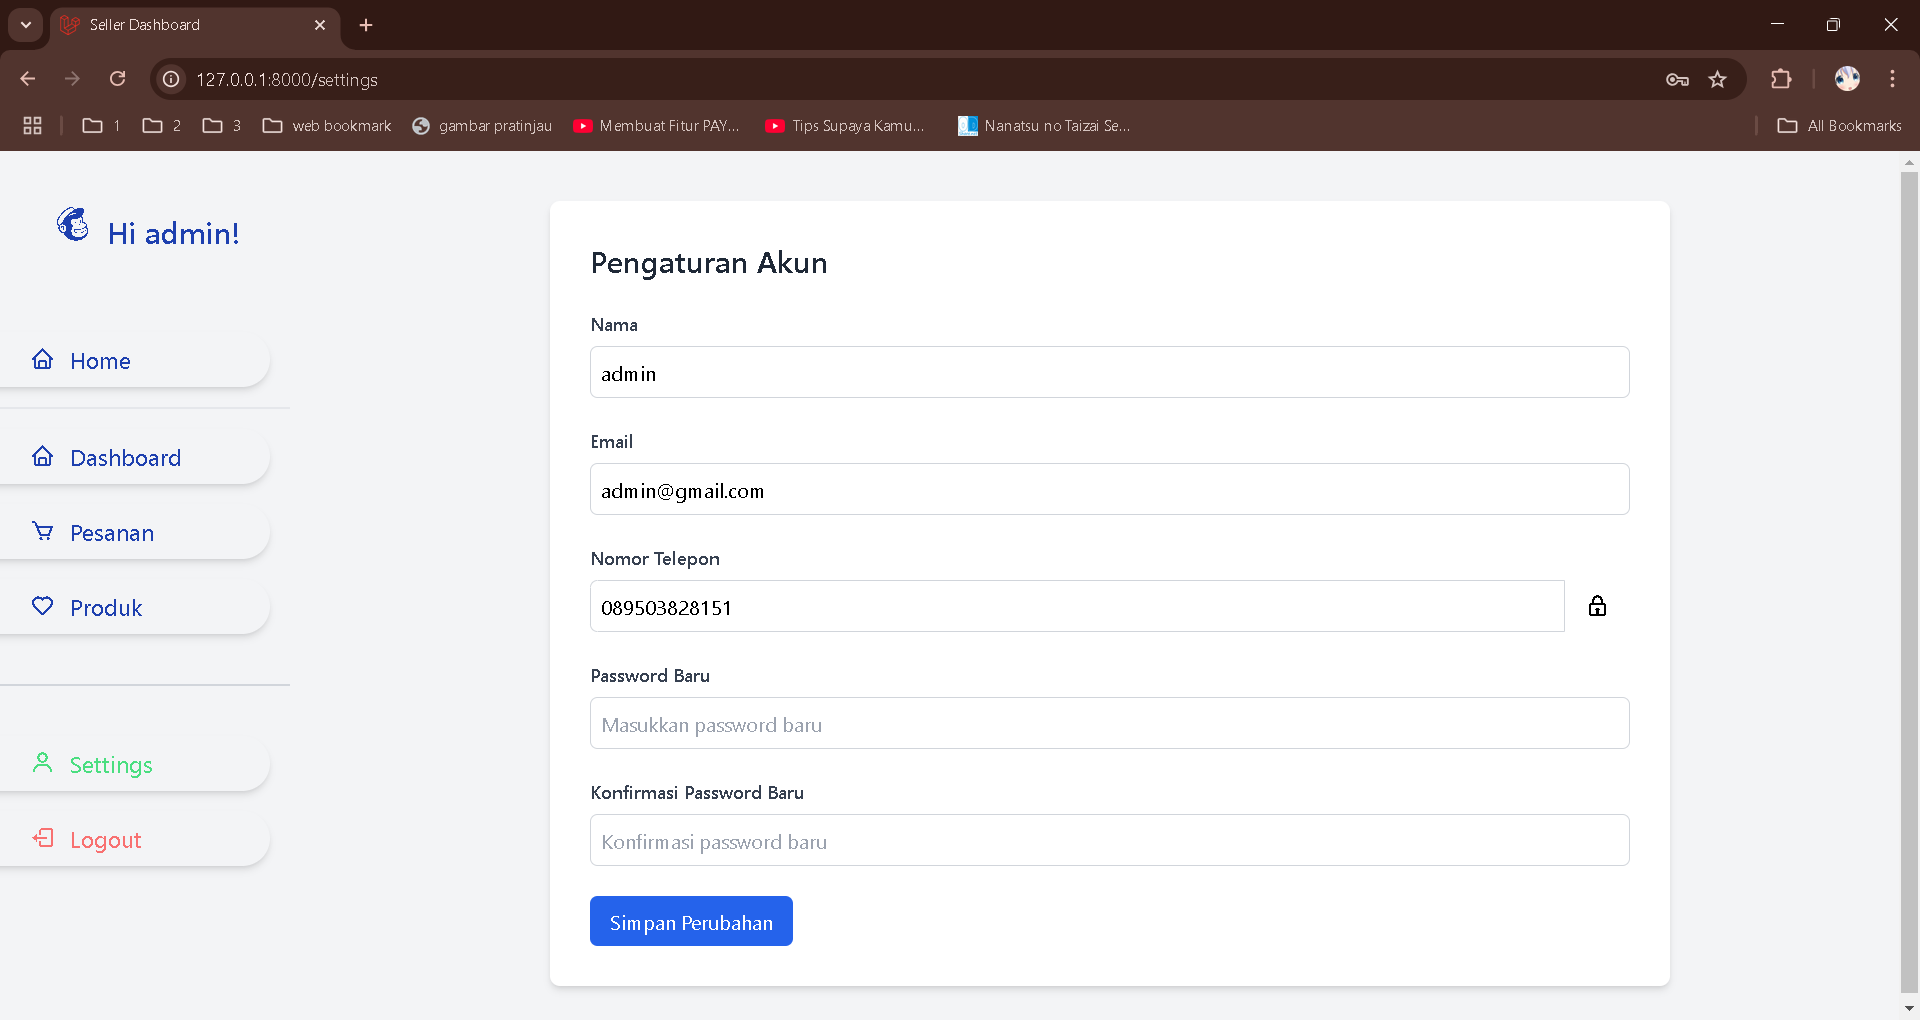 Seller Dashboard
127.0.0.1:8000/settings
1
2
3
web bookmark
gambar pratinjau
Membuat Fitur PAY...
Tips Supaya Kamu...
Nanatsu no Taizai Se...
All Bookmarks
Hi admin!
Home
Dashboard
Pesanan
Produk
Settings
Logout
Pengaturan Akun
Nama
admin
Email
admin@gmail.com
Nomor Telepon
089503828151
Password Baru
Masukkan password baru
Konfirmasi Password Baru
Konfirmasi password baru
Simpan Perubahan